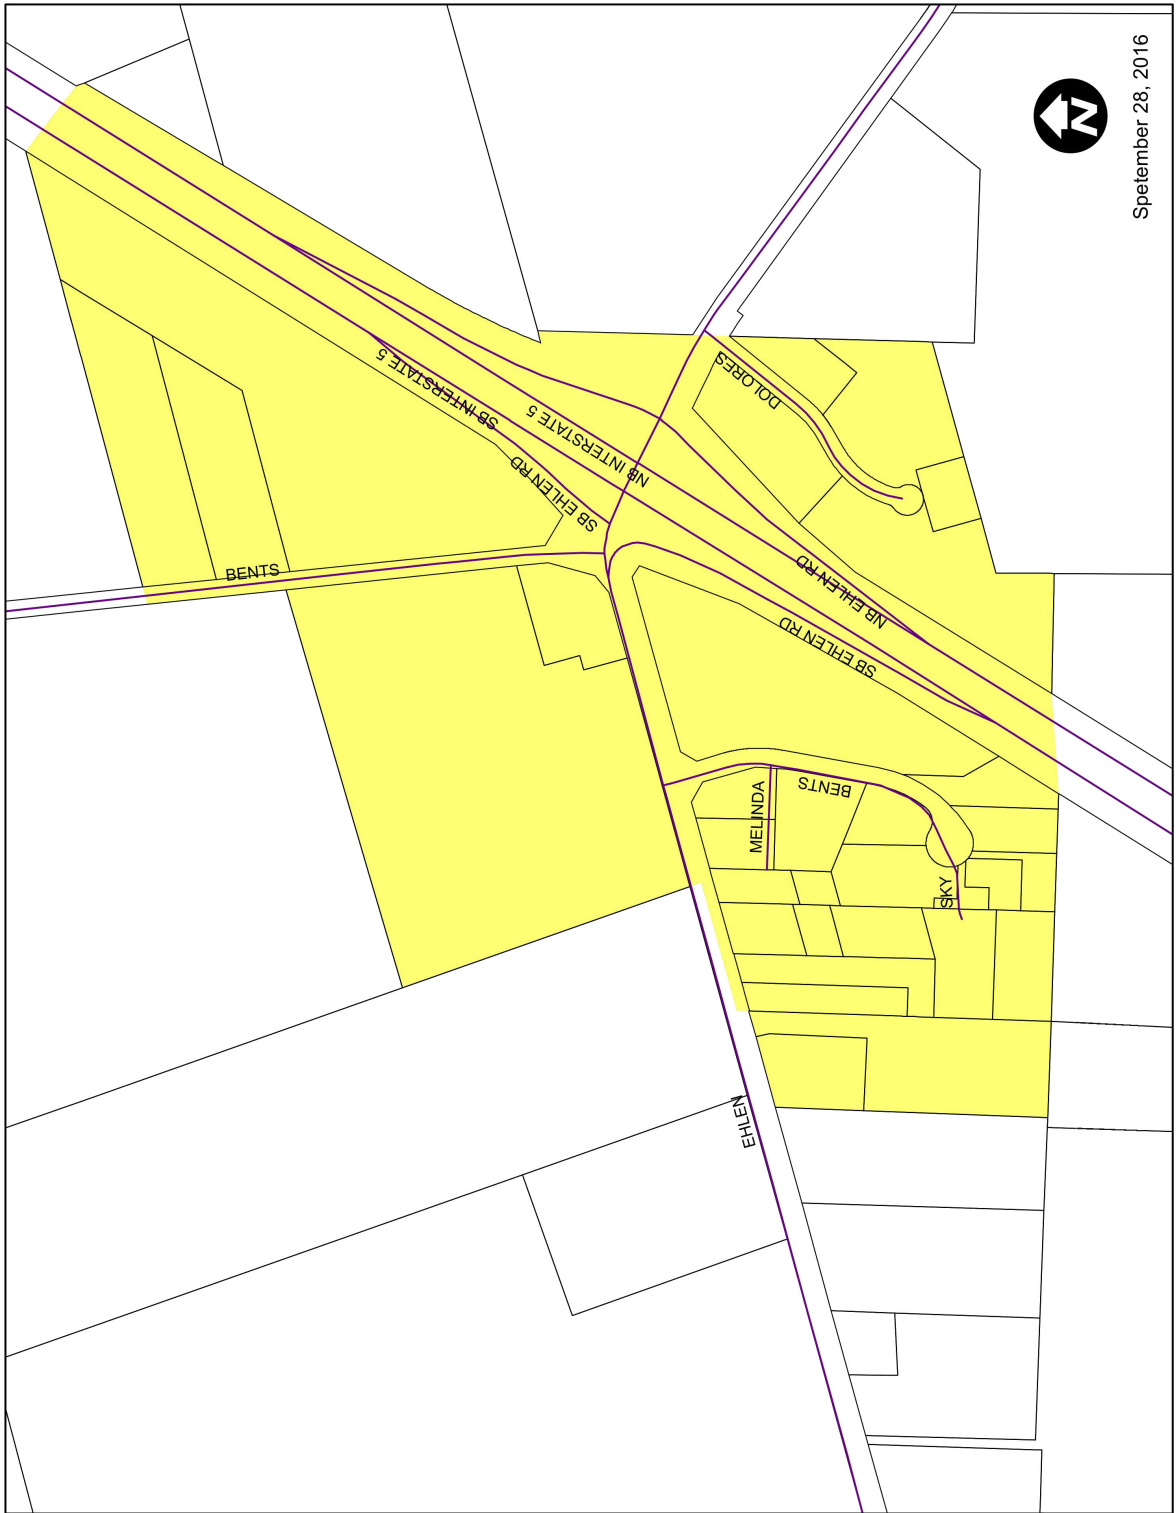 N
Spetember 28, 2016
SB INTERSTATE 5
NB INTERSTATE 5
SB EHLEN RD
DOLORES
BENTS
NB EHLEN RD
SB EHLEN RD
MELINDA
BENTS
SKY
EHLEN